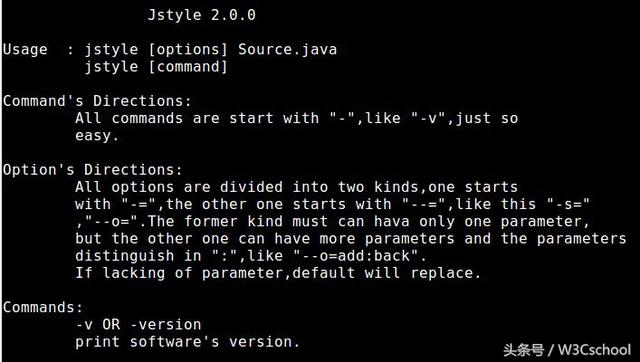 Jstyle 2.0.0
Usage : jstyle [options] Source.java
jstyle [command]
Command's Directions:
All commands are start with "-",like "-v",just so
easy.
Option's Directions:
All options are divided into two kinds,one starts
with "-=",the other one starts with "--=",like this "-s="
,"--o=".The former kind must can hava only one parameter,
but the other one can have more parameters and the parameters
distinguish in ":",like "--o=add:back".
If lacking of parameter,default will replace.
Commands:
-v OR -version
print software's version.
头条号 / W3Cschool